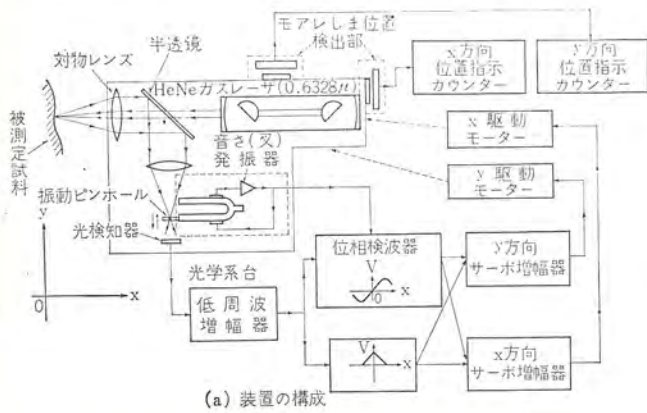 モアレしま位置
検出部
半透鏡
対物レンズ
HeNeガスレーザ(0.6328μ)
x方向
位置指示
カウンター
y方向
位置指示
カウンター
被測定試料
音さ(叉)
発振器
x駆動
モーター
y駆動
モーター
振動ピンホール
光検知器
y
0
x
光学系台
低周波
増幅器
位相検波器
V
x
0
y方向
サーボ増幅器
V
x
x方向
サーボ増幅器
(a) 装置の構成